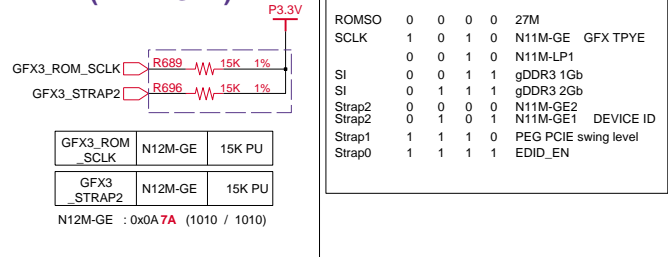 P3.3V
GFX3_ROM_SCLK R689 15K 1%
GFX3_STRAP2 R696 15K 1%
GFX3_ROM
_SCLK N12M-GE 15K PU
GFX3
_STRAP2 N12M-GE 15K PU
N12M-GE : 0x0A7A (1010 / 1010)
ROMSO 0 0 0 0 27M
SCLK 1 0 1 0 N11M-GE GFX TPYE
0 0 1 0 N11M-LP1
SI 0 0 1 1 gDDR3 1Gb
SI 0 1 1 1 gDDR3 2Gb
Strap2 0 0 0 0 N11M-GE2
Strap2 0 1 0 1 N11M-GE1 DEVICE ID
Strap1 1 1 1 0 PEG PCIE swing level
Strap0 1 1 1 1 EDID_EN